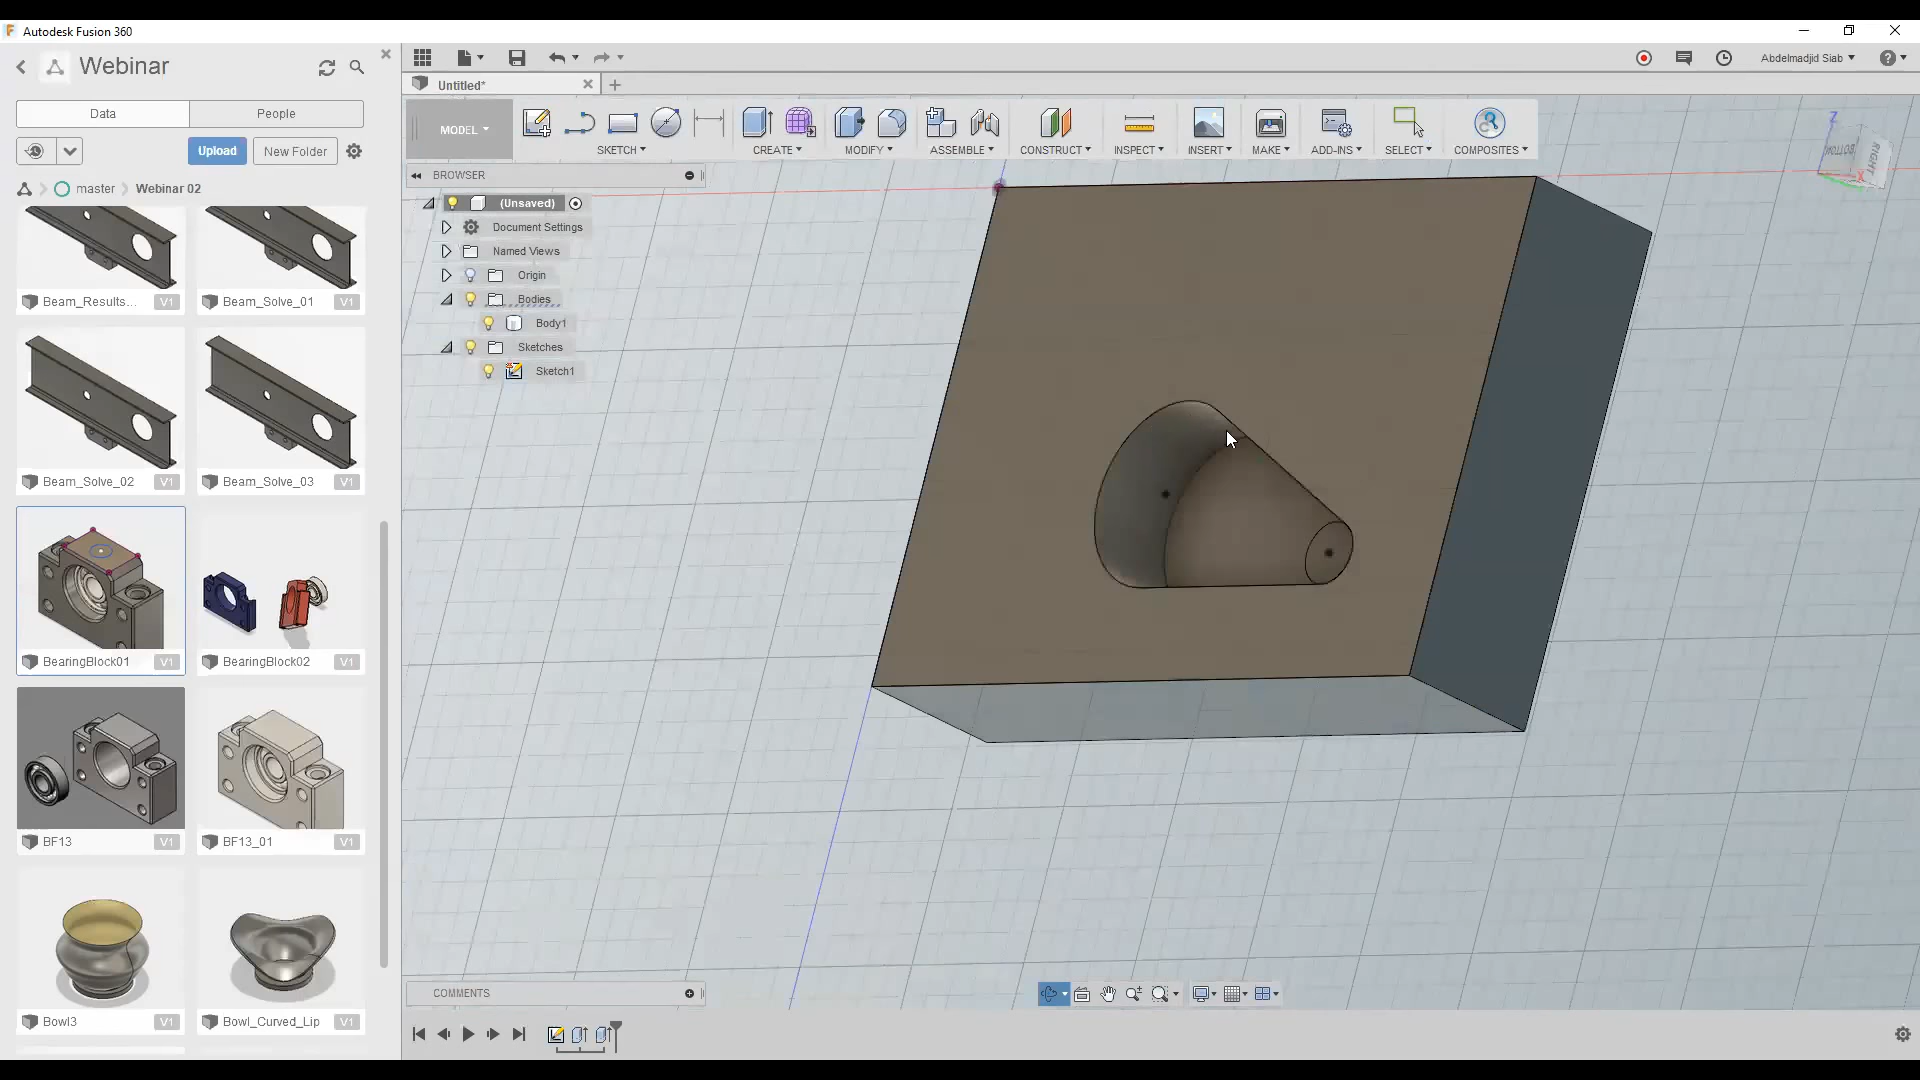 Autodesk Fusion 360
Webinar
Data
People
Upload
New Folder
master
Webinar 02
Beam_Results...
V1
Beam_Solve_01
V1
Beam_Solve_02
V1
Beam_Solve_03
V1
BearingBlock01
V1
BearingBlock02
V1
BF13
V1
BF13_01
V1
Bowl3
V1
Bowl_Curved_Lip
V1
Untitled*
Abdelmadjid Siab
MODEL
SKETCH
CREATE
MODIFY
ASSEMBLE
CONSTRUCT
INSPECT
INSERT
MAKE
ADD-INS
SELECT
COMPOSITES
BROWSER
(Unsaved)
Document Settings
Named Views
Origin
Bodies
Body1
Sketches
Sketch1
Z
BOTTOM
RIGHT
X
COMMENTS